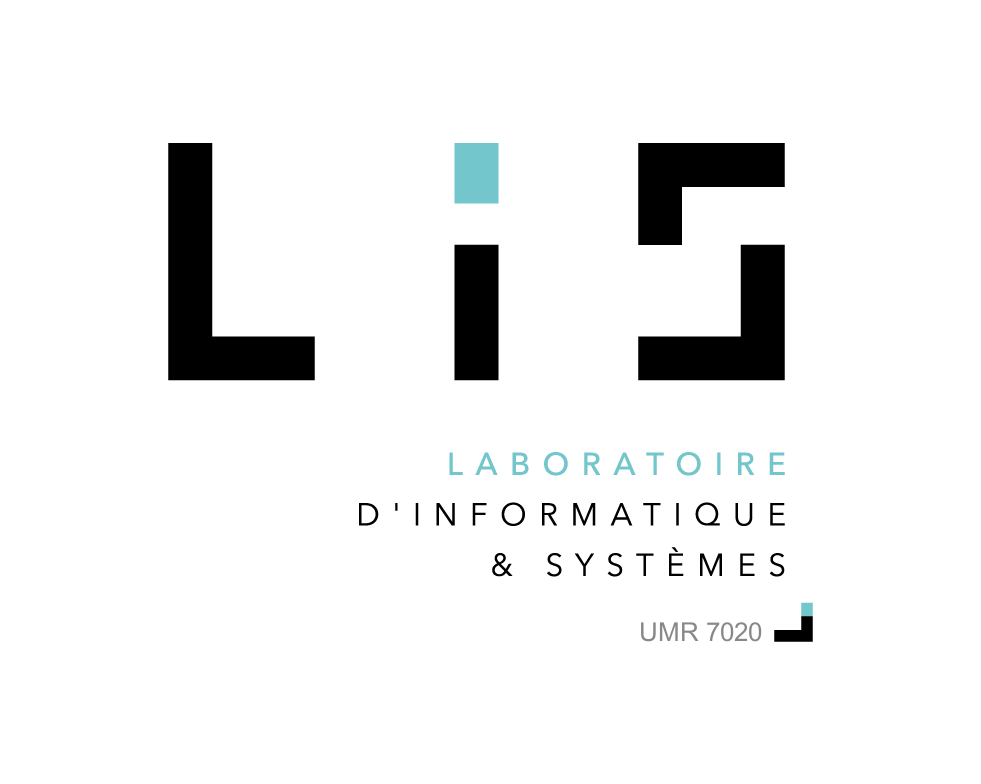 LiS
LABORATOIRE
D'INFORMATIQUE
& SYSTÈMES
UMR 7020